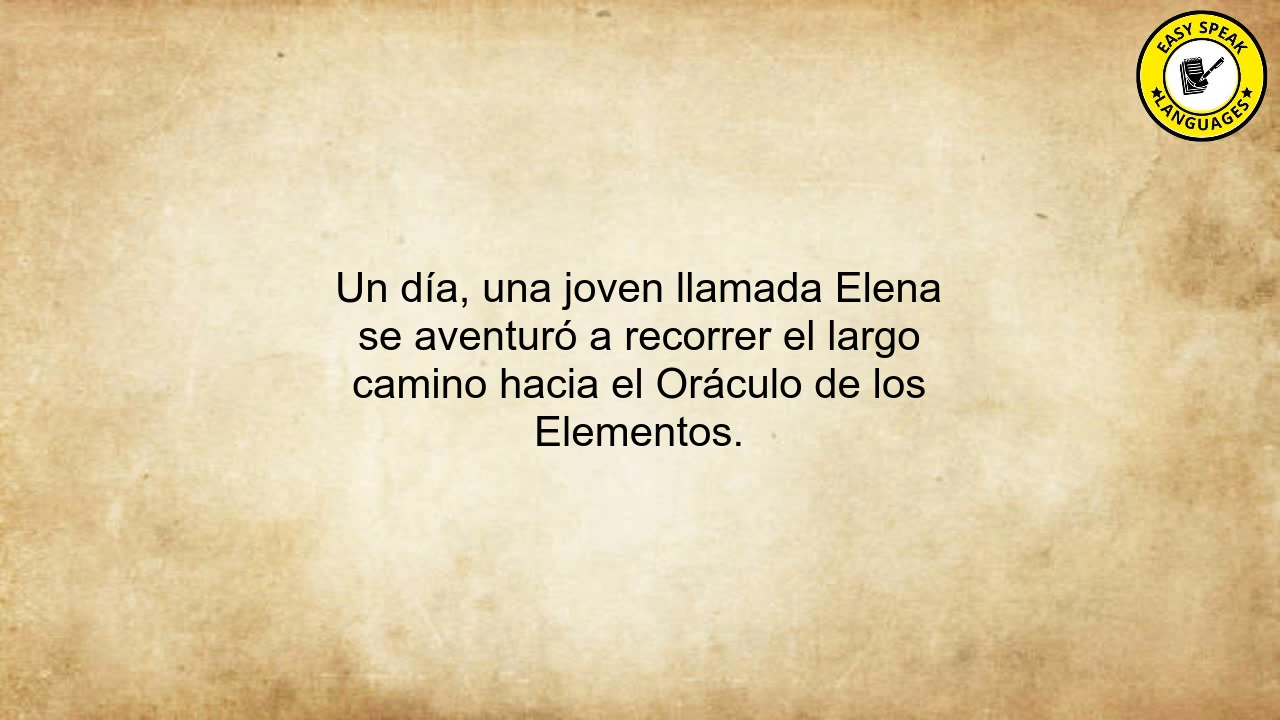 EASY SPEAK
LANGUAGES
Un día, una joven llamada Elena
se aventuró a recorrer el largo
camino hacia el Oráculo de los
Elementos.